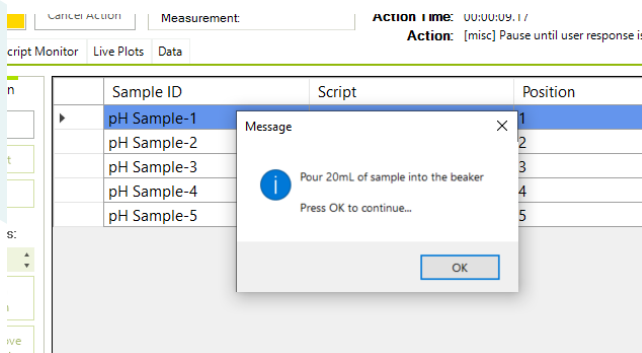 Cancel Action
Measurement:
Action Time: 00:00:09.17
Action: [misc] Pause until user response is
cript Monitor Live Plots Data
n
Sample ID Script Position
pH Sample-1 1
pH Sample-2 2
pH Sample-3 3
pH Sample-4 4
pH Sample-5 5
Message
Pour 20mL of sample into the beaker
Press OK to continue...
OK
t
s:
ove